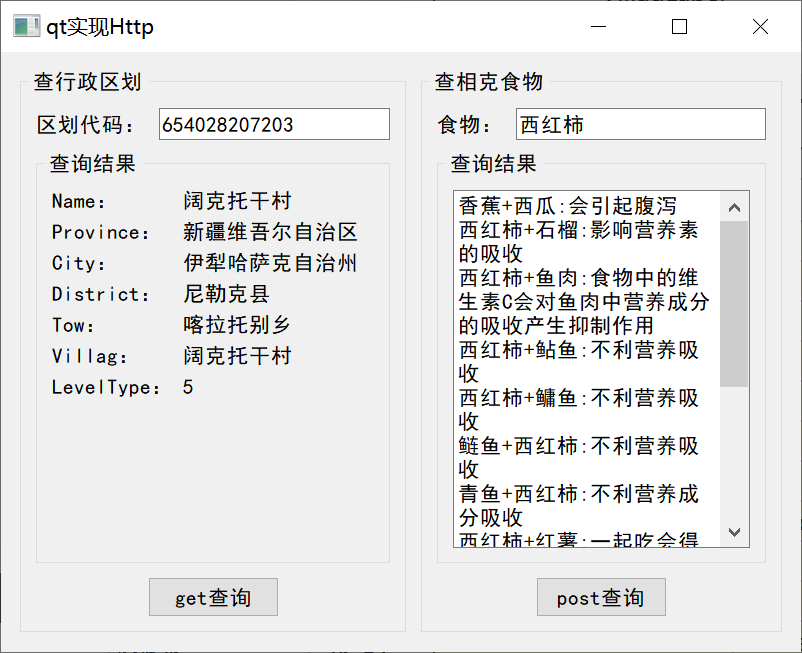 qt实现Http
查行政区划
区划代码：
654028207203
查询结果
Name：
阔克托干村
Province：
新疆维吾尔自治区
City：
伊犁哈萨克自治州
District：
尼勒克县
Tow：
喀拉托别乡
Villag：
阔克托干村
LevelType：
5
get查询
查相克食物
食物：
西红柿
查询结果
香蕉+西瓜:会引起腹泻
西红柿+石榴:影响营养素
的吸收
西红柿+鱼肉:食物中的维
生素C会对鱼肉中营养成分
的吸收产生抑制作用
西红柿+鲇鱼:不利营养吸
收
西红柿+鳙鱼:不利营养吸
收
鲢鱼+西红柿:不利营养吸
收
青鱼+西红柿:不利营养成
分吸收
西红柿+红薯:一起吃会得
post查询